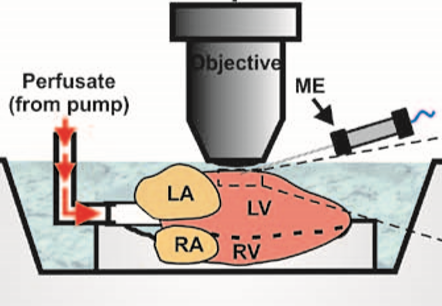 Objective
Perfusate
(from pump)
ME
LA
LV
RA
RV